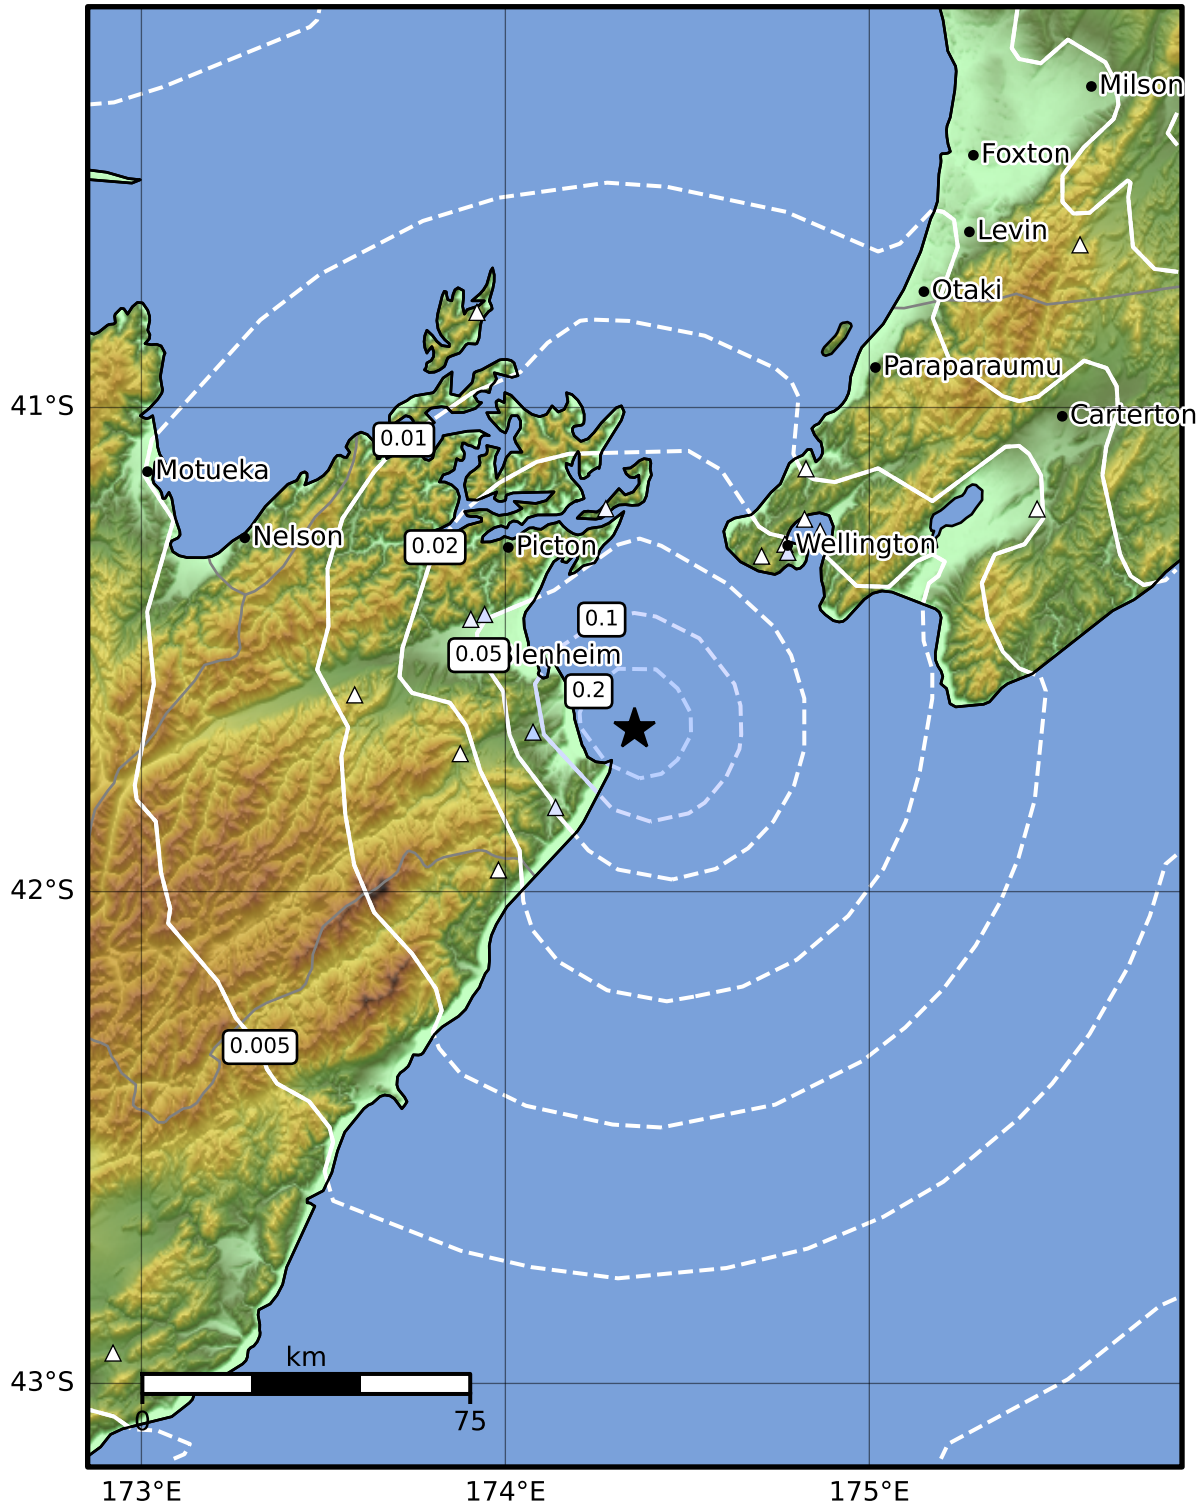 Milson
Foxton
Levin
Otaki
Paraparaumu
41°S
Carterton
0.01
Motueka
Nelson
0.02
Picton
Wellington
0.1
0.05
Blenheim
0.2
42°S
0.005
km
43°S
0
75
173°E
174°E
175°E